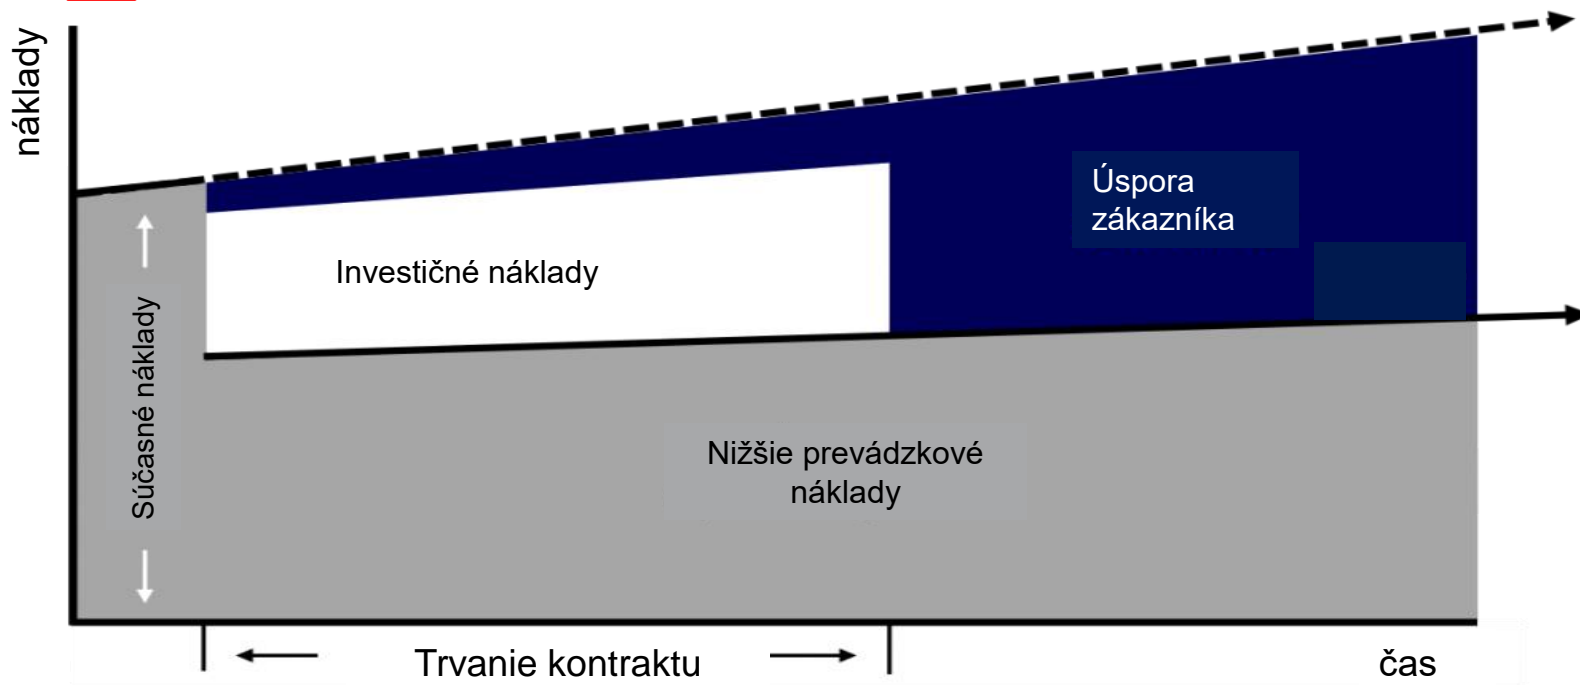 náklady
Súčasné náklady
Investičné náklady
Úspora
zákazníka
Nižšie prevádzkové
náklady
Trvanie kontraktu
čas